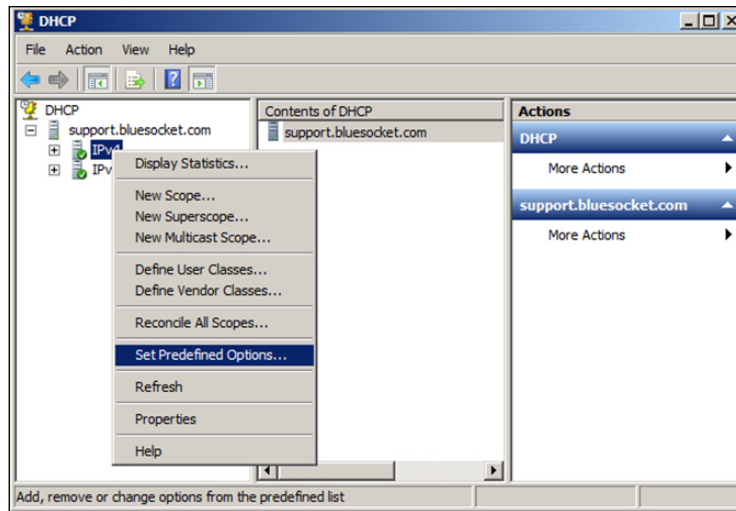 DHCP
File Action View Help
DHCP
support.bluesocket.com
IPv4
IPv
Display Statistics...
New Scope...
New Superscope...
New Multicast Scope...
Define User Classes...
Define Vendor Classes...
Reconcile All Scopes...
Set Predefined Options...
Refresh
Properties
Help
Contents of DHCP
support.bluesocket.com
Actions
DHCP
More Actions
support.bluesocket.com
More Actions
Add, remove or change options from the predefined list